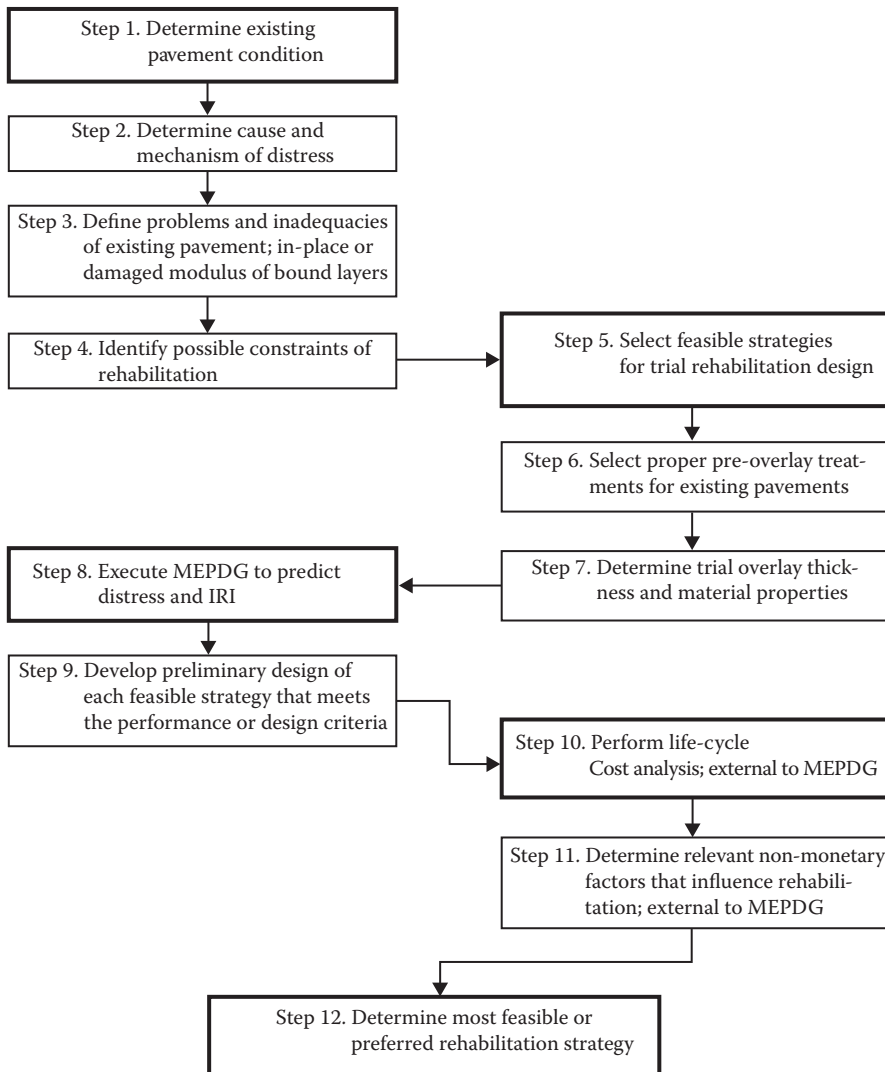 Step 1. Determine existing
pavement condition
Step 2. Determine cause and
mechanism of distress
Step 3. Define problems and inadequacies
of existing pavement; in-place or
damaged modulus of bound layers
Step 4. Identify possible constraints of
rehabilitation
Step 5. Select feasible strategies
for trial rehabilitation design
Step 6. Select proper pre-overlay treat-
ments for existing pavements
Step 7. Determine trial overlay thick-
ness and material properties
Step 8. Execute MEPDG to predict
distress and IRI
Step 9. Develop preliminary design of
each feasible strategy that meets
the performance or design criteria
Step 10. Perform life-cycle
Cost analysis; external to MEPDG
Step 11. Determine relevant non-monetary
factors that influence rehabili-
tation; external to MEPDG
Step 12. Determine most feasible or
preferred rehabilitation strategy